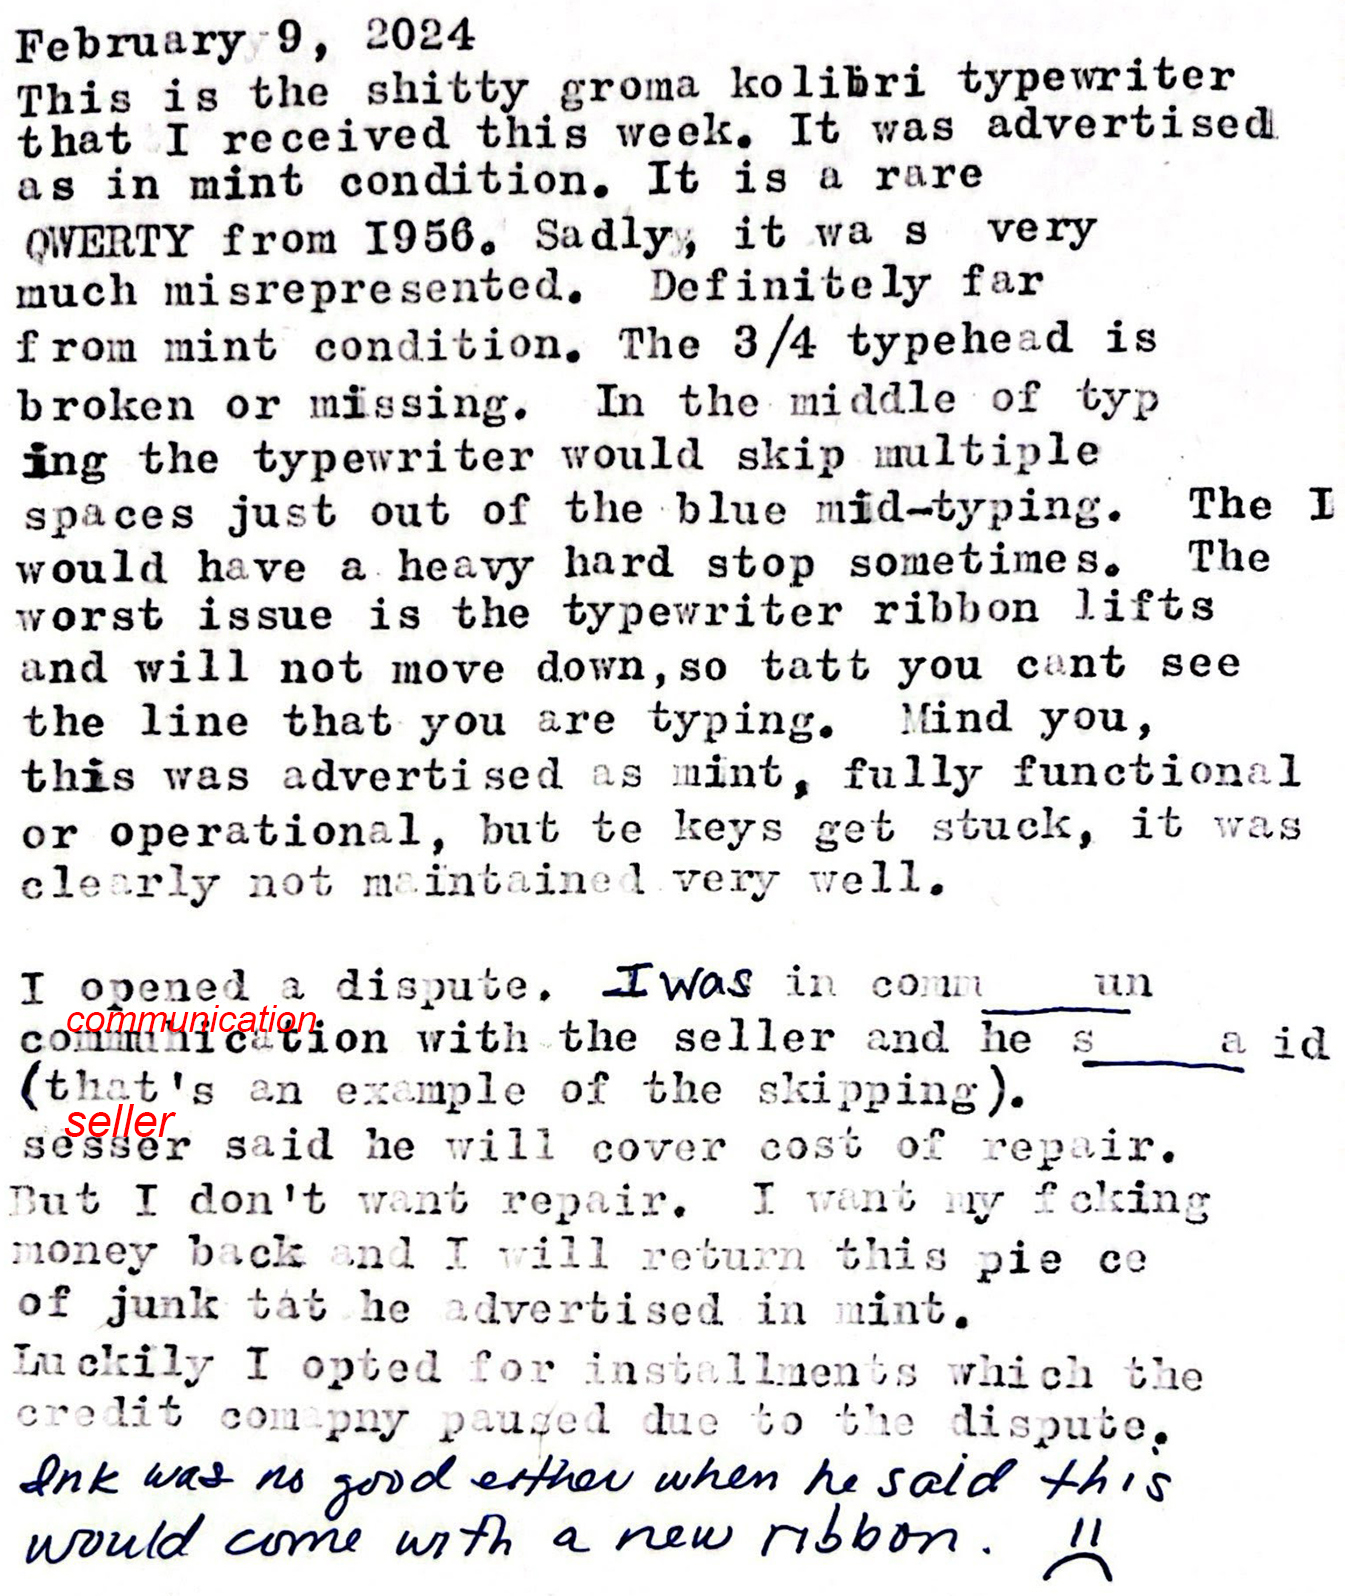 February 9, 2024
This is the shitty groma kolibri typewriter
that I received this week. It was advertised
as in mint condition. It is a rare
QWERTY from I956. Sadly, it wa s very
much misrepresented. Definitely far
from mint condition. The 3/4 typehead is
broken or missing. In the middle of typ
ing the typewriter would skip multiple
spaces just out of the blue mid-typing. The I
would have a heavy hard stop sometimes. The
worst issue is the typewriter ribbon lifts
and will not move down,so tatt you cant see
the line that you are typing. Mind you,
this was advertised as mint, fully functional
or operational, but te keys get stuck, it was
clearly not maintained very well.
I opened a dispute. I was in comm un
communication
communication with the seller and he s a id
(that's an example of the skipping).
seller
sesser said he will cover cost of repair.
But I don't want repair. I want my f cking
money back and I will return this pie ce
of junk tat he advertised in mint.
Luckily I opted for installments which the
credit comapny paused due to the dispute.
Ink was no good either when he said this
would come with a new ribbon.